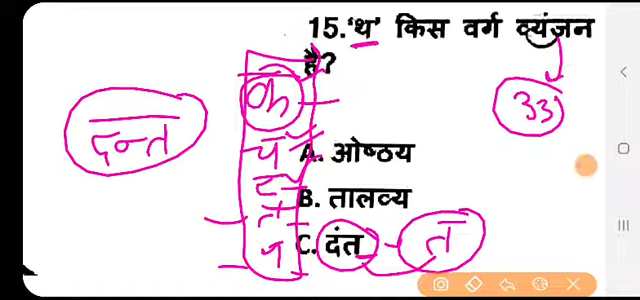 15.‘थ’ किस वर्ग व्यंजन
है?
क
33
दन्त
च
A. ओष्ठय
ट
B. तालव्य
त
C. दंत - त
प